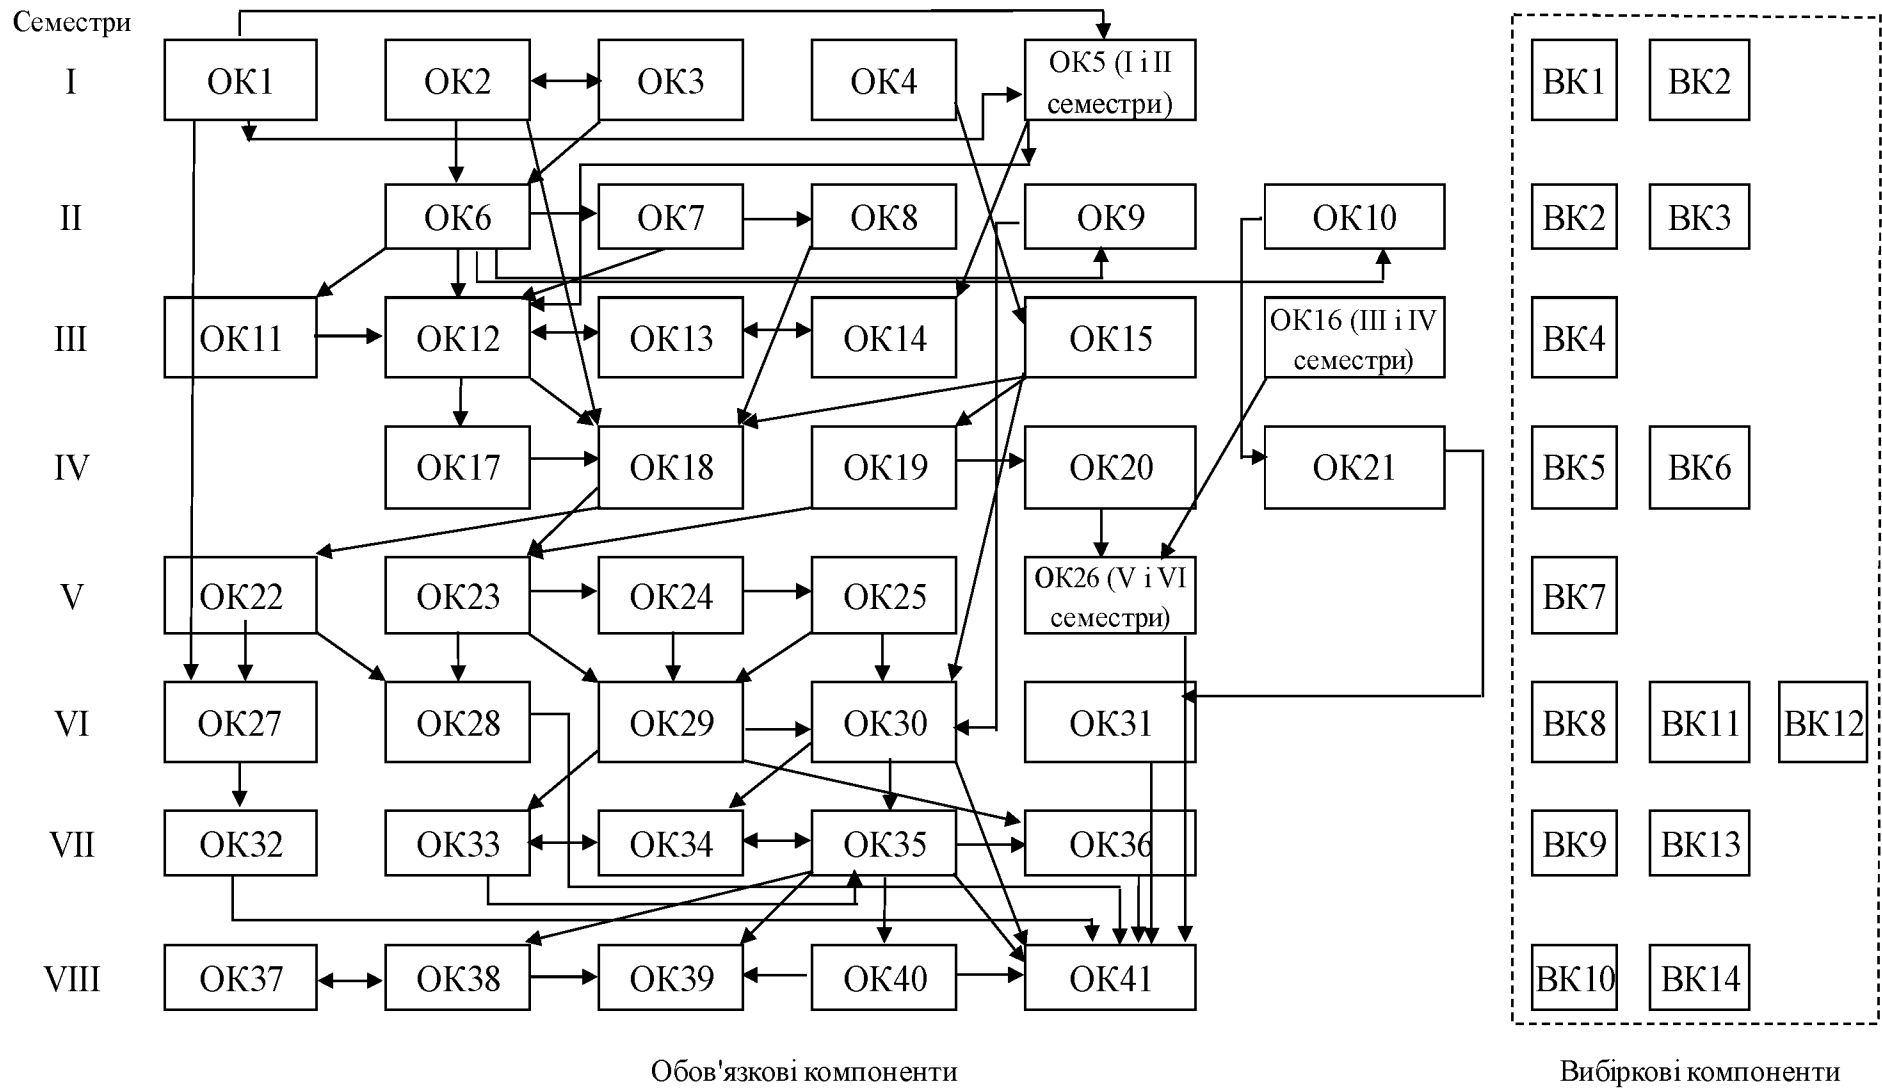 Семестри
I
ОК1
ОК2
ОК3
ОК4
ОК5 (I і II
семестри)
ВК1
ВК2
II
ОК6
ОК7
ОК8
ОК9
ОК10
ВК2
ВК3
III
ОК11
ОК12
ОК13
ОК14
ОК15
ОК16 (III і IV
семестри)
ВК4
IV
ОК17
ОК18
ОК19
ОК20
ОК21
ВК5
ВК6
V
ОК22
ОК23
ОК24
ОК25
ОК26 (V і VI
семестри)
ВК7
VI
ОК27
ОК28
ОК29
ОК30
ОК31
ВК8
ВК11
ВК12
VII
ОК32
ОК33
ОК34
ОК35
ОК36
ВК9
ВК13
VIII
ОК37
ОК38
ОК39
ОК40
ОК41
ВК10
ВК14
Обов'язкові компоненти
Вибіркові компоненти